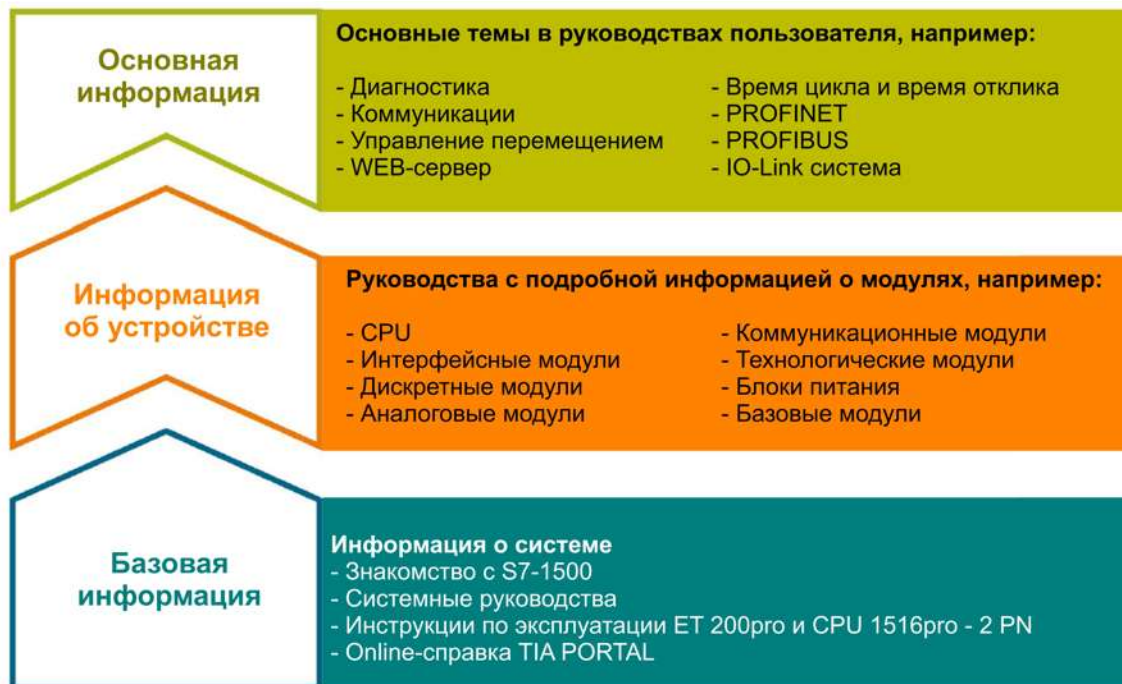 Основная
информация
Основные темы в руководствах пользователя, например:
- Диагностика
- Коммуникации
- Управление перемещением
- WEB-сервер
- Время цикла и время отклика
- PROFINET
- PROFIBUS
- IO-Link система
Информация
об устройстве
Руководства с подробной информацией о модулях, например:
- CPU
- Интерфейсные модули
- Дискретные модули
- Аналоговые модули
- Коммуникационные модули
- Технологические модули
- Блоки питания
- Базовые модули
Базовая
информация
Информация о системе
- Знакомство с S7-1500
- Системные руководства
- Инструкции по эксплуатации ET 200pro и CPU 1516pro - 2 PN
- Online-справка TIA PORTAL